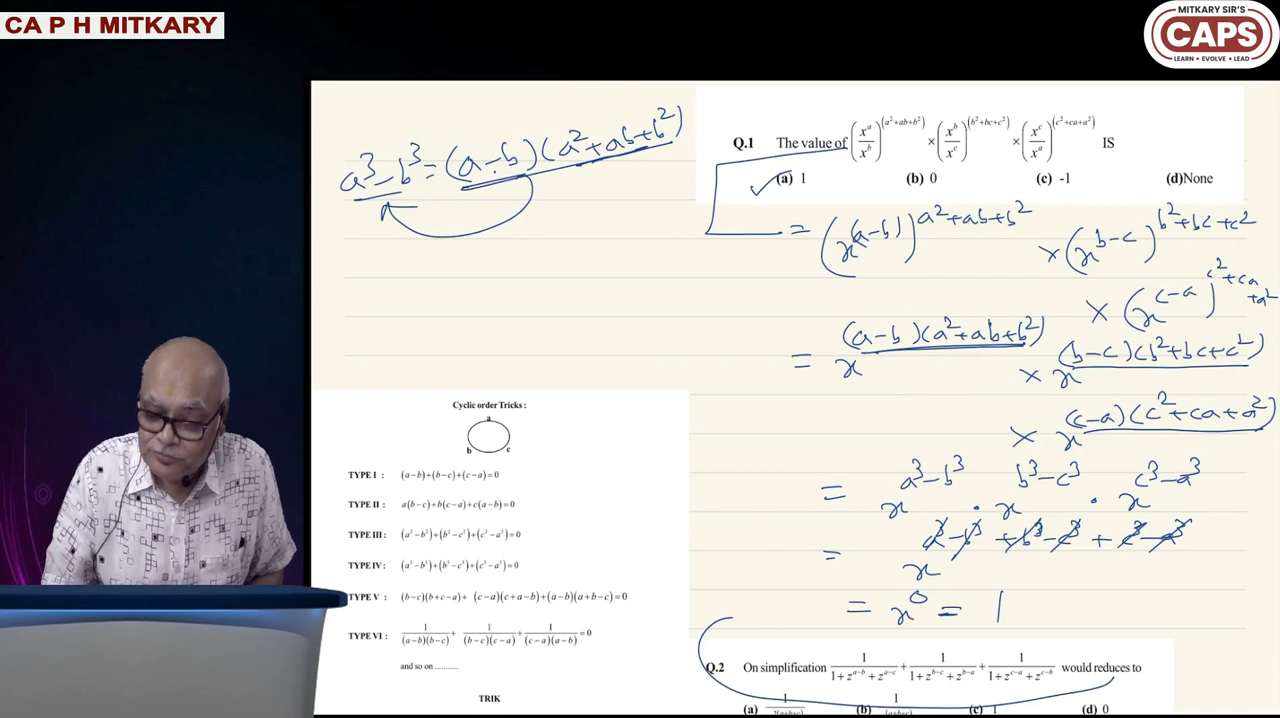 CA P H MITKARY
MITKARY SIR'S
CAPS
LEARN • EVOLVE • LEAD
a³-b³=(a-b)(a²+ab+b²)
Q.1 The value of (xᵃ/xᵇ)^(a²+ab+b²) × (xᵇ/xᶜ)^(b²+bc+c²) × (xᶜ/xᵃ)^(c²+ca+a²) IS
(a) 1 (b) 0 (c) -1 (d)None
= (x^(a-b))^a²+ab+b² × (x^b-c)^b²+bc+c²
× (x^c-a)^c²+ca+a²
= x^(a-b)(a²+ab+b²) × x^(b-c)(b²+bc+c²)
× x^(c-a)(c²+ca+a²)
= x^a³-b³ . x^b³-c³ . x^c³-a³
= x^a³-b³+b³-c³+c³-a³
= x⁰ = 1
Cyclic order Tricks :
a
b c
TYPE I : (a−b)+(b−c)+(c−a)=0
TYPE II : a(b−c)+b(c−a)+c(a−b)=0
TYPE III : (a²−b²)+(b²−c²)+(c²−a²)=0
TYPE IV : (a³−b³)+(b³−c³)+(c³−a³)=0
TYPE V : (b−c)(b+c−a)+ (c−a)(c+a−b)+(a−b)(a+b−c)=0
TYPE VI : 1/(a−b)(b−c) + 1/(b−c)(c−a) + 1/(c−a)(a−b) =0
and so on ..........
TRIK
Q.2 On simplification 1/(1+z^a−b+z^a−c) + 1/(1+z^b−c+z^b−a) + 1/(1+z^c−a+z^c−b) would reduces to
(a) (b) (c) 1 (d) 0